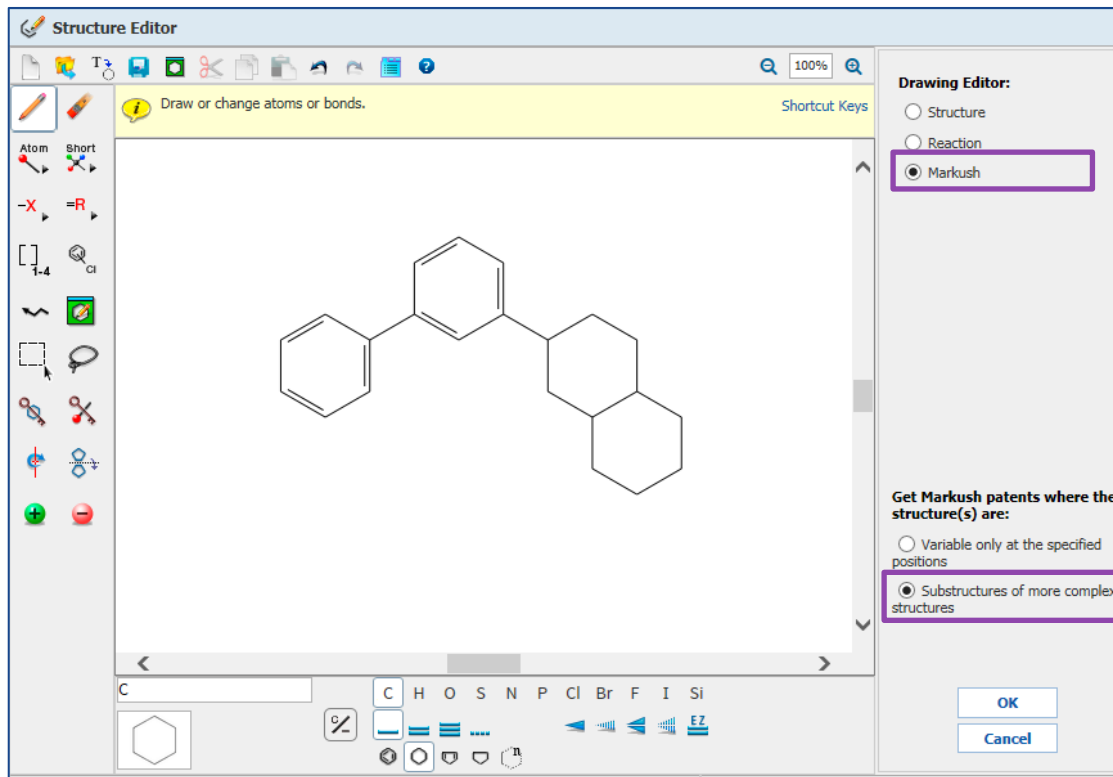 Structure Editor
100%
Draw or change atoms or bonds.
Shortcut Keys
Atom
Short
-X
=R
[ ]
1-4
Cl
Drawing Editor:
Structure
Reaction
Markush
Get Markush patents where the
structure(s) are:
Variable only at the specified
positions
Substructures of more complex
structures
C
C H O S N P Cl Br F I Si
EZ
n
OK
Cancel